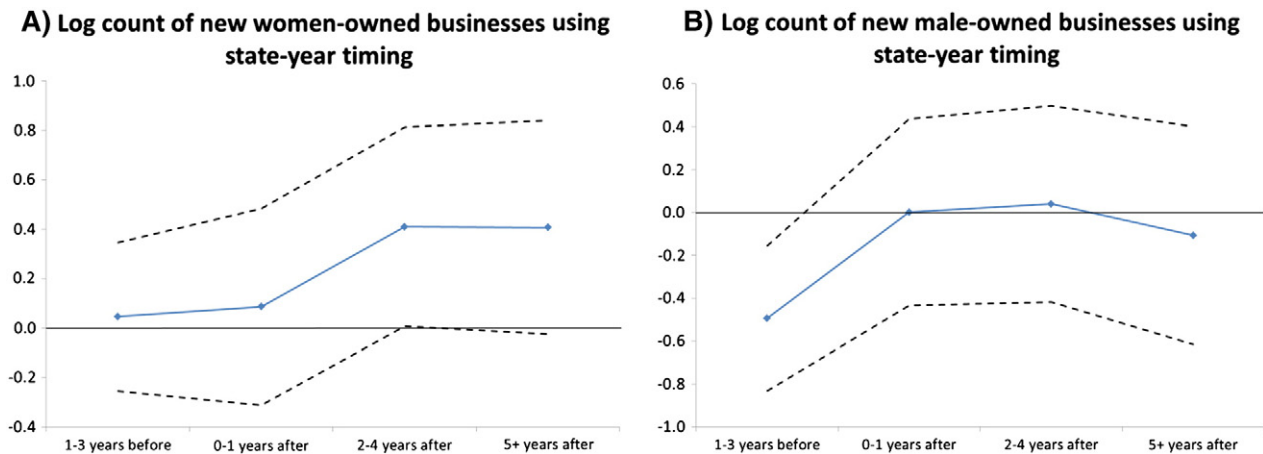 A) Log count of new women-owned businesses using
state-year timing
1.0
0.8
0.6
0.4
0.2
0.0
-0.2
-0.4
1-3 years before
0-1 years after
2-4 years after
5+ years after
B) Log count of new male-owned businesses using
state-year timing
0.6
0.4
0.2
0.0
-0.2
-0.4
-0.6
-0.8
-1.0
1-3 years before
0-1 years after
2-4 years after
5+ years after